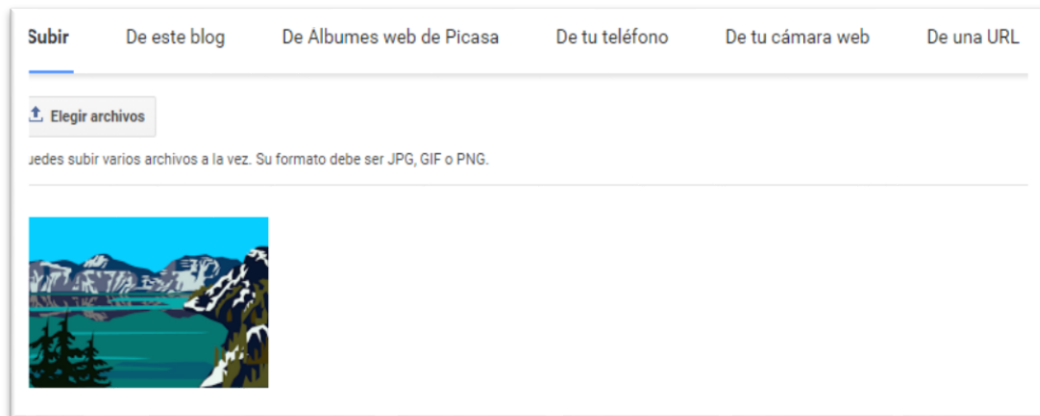 Subir De este blog De Albumes web de Picasa De tu teléfono De tu cámara web De una URL
Elegir archivos
uedes subir varios archivos a la vez. Su formato debe ser JPG, GIF o PNG.